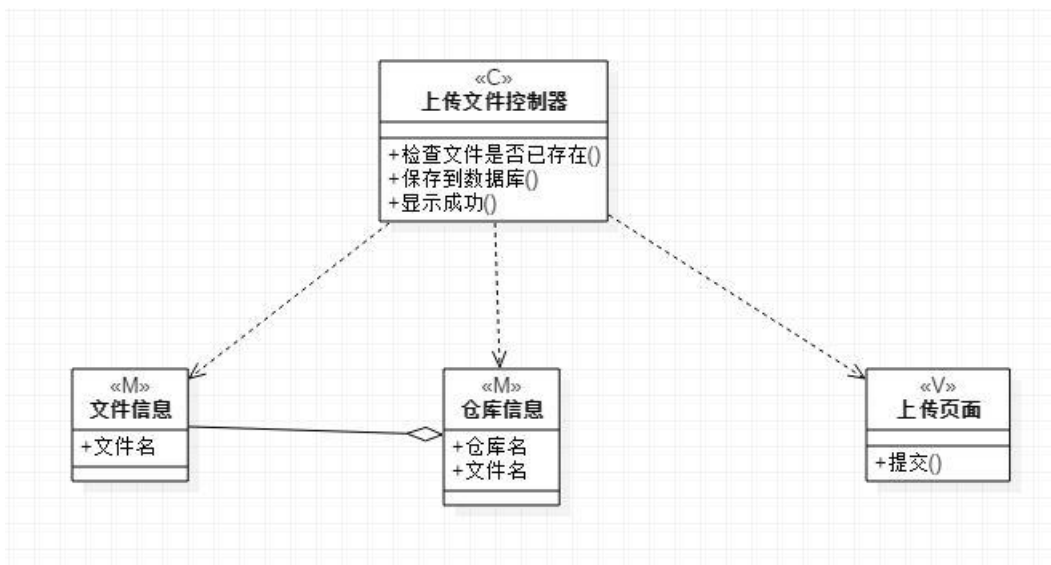 «C»
上传文件控制器
+检查文件是否已存在()
+保存到数据库()
+显示成功()
«M»
文件信息
+文件名
«M»
仓库信息
+仓库名
+文件名
«V»
上传页面
+提交()